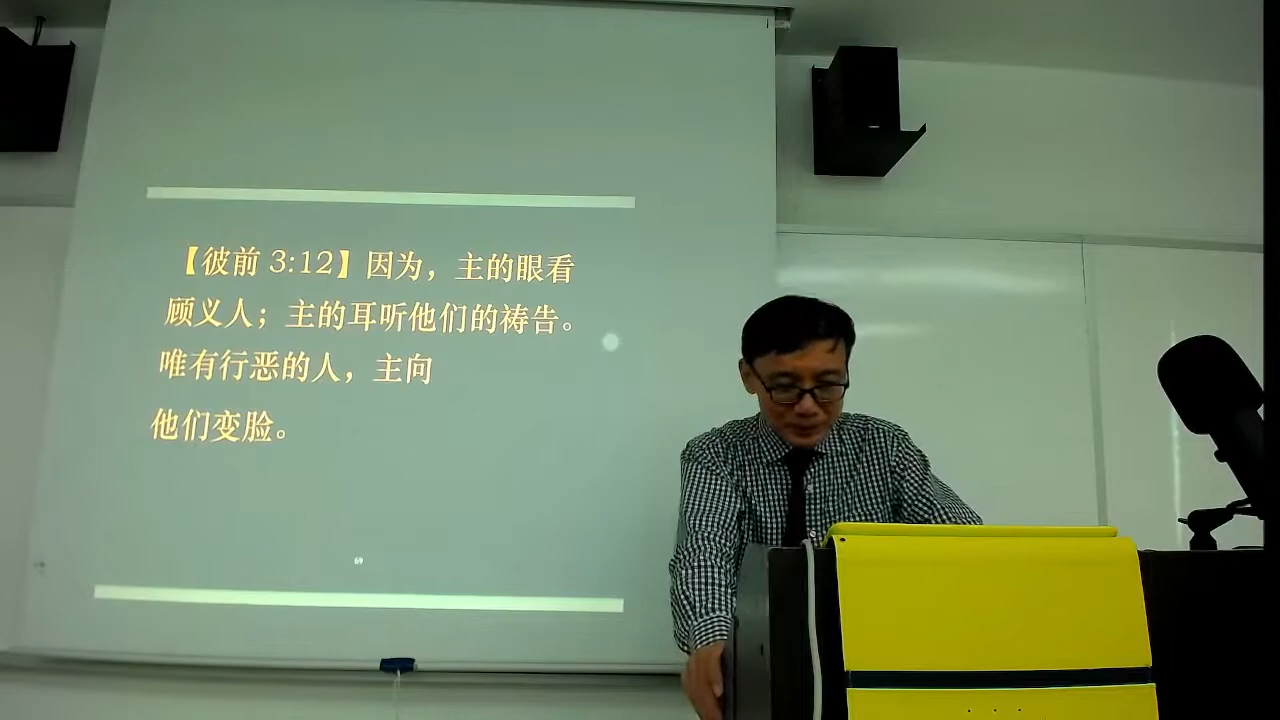 【彼前 3:12】因为，主的眼看
顾义人；主的耳听他们的祷告。
唯有行恶的人，主向
他们变脸。